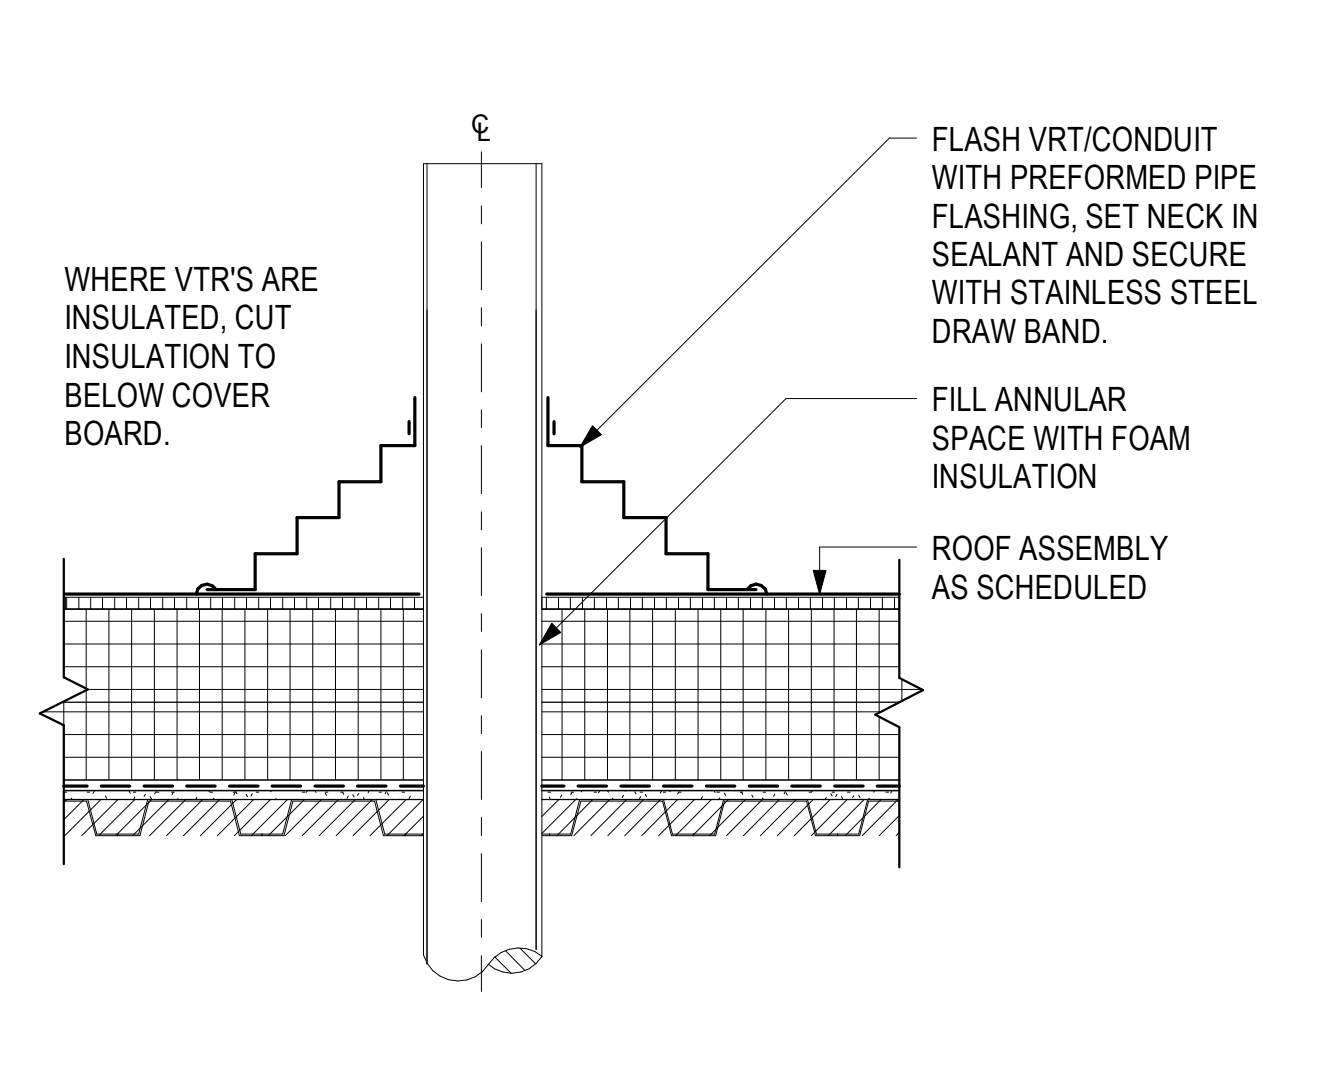 ℄
WHERE VTR'S ARE
INSULATED, CUT
INSULATION TO
BELOW COVER
BOARD.
FLASH VRT/CONDUIT
WITH PREFORMED PIPE
FLASHING, SET NECK IN
SEALANT AND SECURE
WITH STAINLESS STEEL
DRAW BAND.
FILL ANNULAR
SPACE WITH FOAM
INSULATION
ROOF ASSEMBLY
AS SCHEDULED